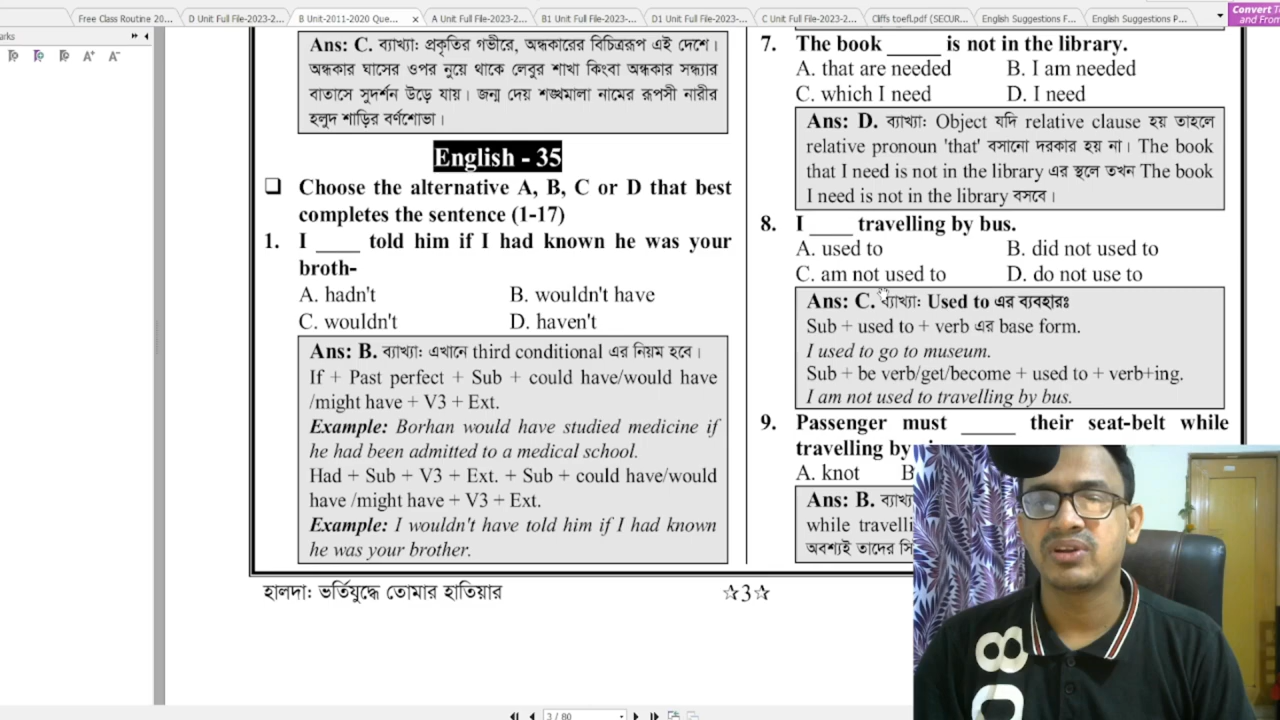 Free Class Routine 20...
D Unit Full File-2023-2...
B Unit-2011-2020 Que...
A Unit Full File-2023-2...
B1 Unit Full File-2023-...
D1 Unit Full File-2023-...
C Unit Full File-2023-2...
Cliffs toefl.pdf (SECUR...
English Suggestions F...
English Suggestions P...
Convert To
and From
arks
Ans: C. ব্যাখ্যা: প্রকৃতির গভীরে, অন্ধকারের বিচিত্ররূপ এই দেশে।
অন্ধকার ঘাসের ওপর নুয়ে থাকে লেবুর শাখা কিংবা অন্ধকার সন্ধ্যার
বাতাসে সুদর্শন উড়ে যায়। জন্ম দেয় শঙ্খমালা নামের রূপসী নারীর
হলুদ শাড়ির বর্ণশোভা।
English - 35
❑ Choose the alternative A, B, C or D that best
completes the sentence (1-17)
1. I ____ told him if I had known he was your
broth-
A. hadn't B. wouldn't have
C. wouldn't D. haven't
Ans: B. ব্যাখ্যা: এখানে third conditional এর নিয়ম হবে।
If + Past perfect + Sub + could have/would have
/might have + V3 + Ext.
Example: Borhan would have studied medicine if
he had been admitted to a medical school.
Had + Sub + V3 + Ext. + Sub + could have/would
have /might have + V3 + Ext.
Example: I wouldn't have told him if I had known
he was your brother.
7. The book _____ is not in the library.
A. that are needed B. I am needed
C. which I need D. I need
Ans: D. ব্যাখ্যা: Object যদি relative clause হয় তাহলে
relative pronoun 'that' বসানো দরকার হয় না। The book
that I need is not in the library এর স্থলে তখন The book
I need is not in the library বসবে।
8. I ____ travelling by bus.
A. used to B. did not used to
C. am not used to D. do not use to
Ans: C. ব্যাখ্যা: Used to এর ব্যবহারঃ
Sub + used to + verb এর base form.
I used to go to museum.
Sub + be verb/get/become + used to + verb+ing.
I am not used to travelling by bus.
9. Passenger must _____ their seat-belt while
travelling by
A. knot B
Ans: B.
while
অবশ্যই তাদের
হালদা: ভর্তিযুদ্ধে তোমার হাতিয়ার ☆3☆
3 / 80
8